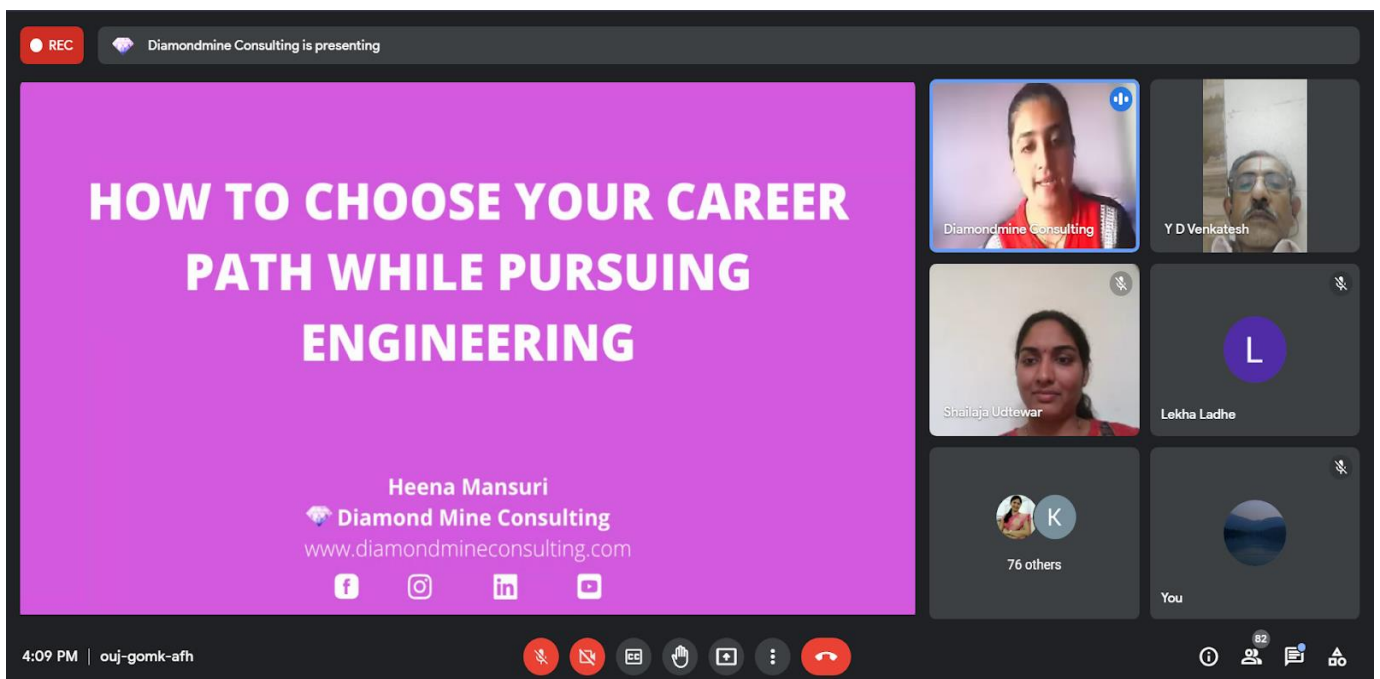 REC
Diamondmine Consulting is presenting
HOW TO CHOOSE YOUR CAREER
PATH WHILE PURSUING
ENGINEERING
Heena Mansuri
Diamond Mine Consulting
www.diamondmineconsulting.com
f
in
Diamondmine Consulting
Y D Venkatesh
Shailaja Udtewar
L
Lekha Ladhe
K
76 others
You
4:09 PM | ouj-gomk-afh
CC
82